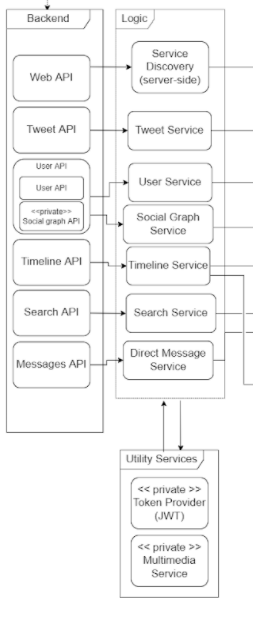 Backend
Logic
Web API
Service
Discovery
(server-side)
Tweet API
Tweet Service
User API
User API
<<private>>
Social graph API
User Service
Social Graph
Service
Timeline API
Timeline Service
Search API
Search Service
Messages API
Direct Message
Service
Utility Services
<< private >>
Token Provider
(JWT)
<< private >>
Multimedia
Service